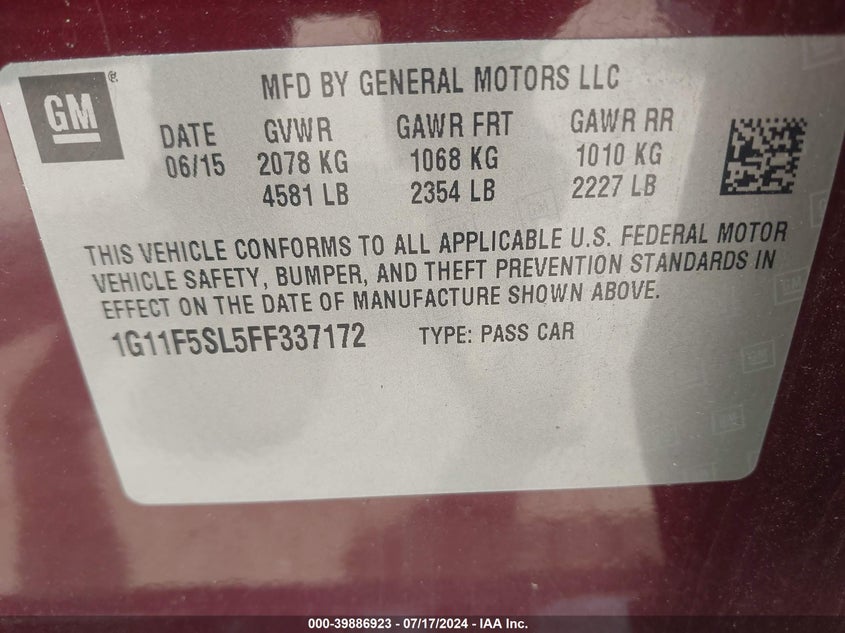 GM®
MFD BY GENERAL MOTORS LLC
DATE GVWR GAWR FRT GAWR RR
06/15 2078 KG 1068 KG 1010 KG
4581 LB 2354 LB 2227 LB
THIS VEHICLE CONFORMS TO ALL APPLICABLE U.S. FEDERAL MOTOR
VEHICLE SAFETY, BUMPER, AND THEFT PREVENTION STANDARDS IN
EFFECT ON THE DATE OF MANUFACTURE SHOWN ABOVE.
1G11F5SL5FF337172 TYPE: PASS CAR
000-39886923 - 07/17/2024 - IAA Inc.